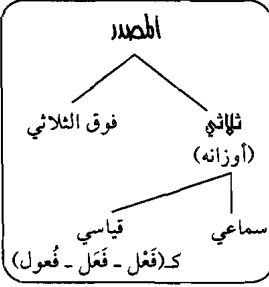 المصدر
ثلاثي فوق الثلاثي
(أوزانه)
سماعي قياسي
كـ(فَعْل - فَعَل - فُعول)